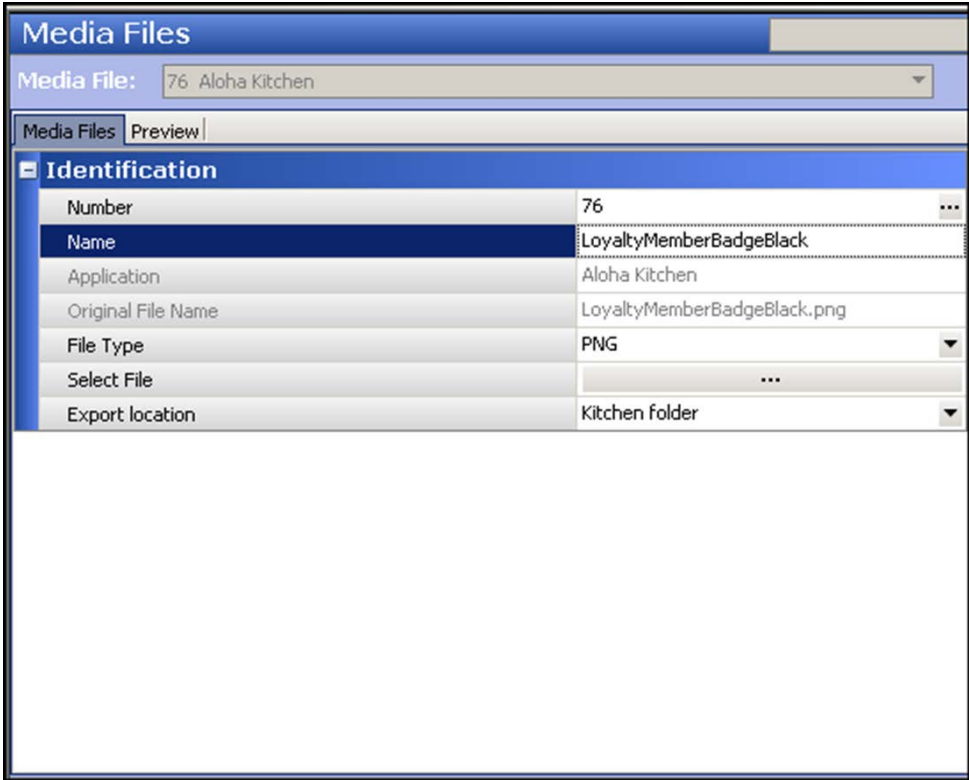 Media Files
Media File: 76 Aloha Kitchen
Media Files Preview
Identification
Number 76 ...
Name LoyaltyMemberBadgeBlack
Application Aloha Kitchen
Original File Name LoyaltyMemberBadgeBlack.png
File Type PNG
Select File ...
Export location Kitchen folder